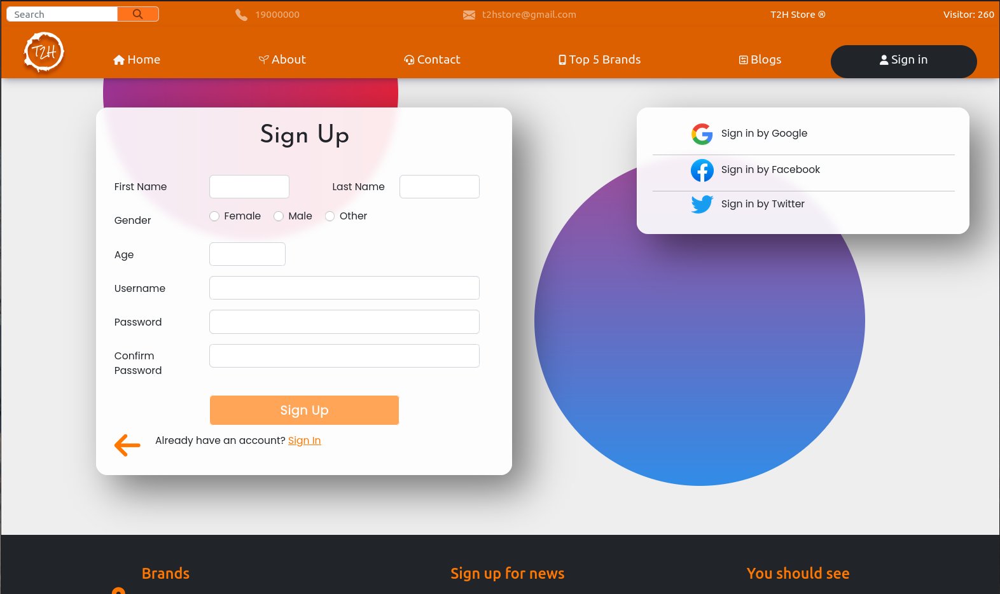 Search
19000000
t2hstore@gmail.com
T2H Store ®
Visitor: 260
T2H
Home
About
Contact
Top 5 Brands
Blogs
Sign in
Sign Up
First Name
Last Name
Gender
Female
Male
Other
Age
Username
Password
Confirm
Password
Sign Up
Already have an account? Sign In
Sign in by Google
Sign in by Facebook
Sign in by Twitter
Brands
Sign up for news
You should see